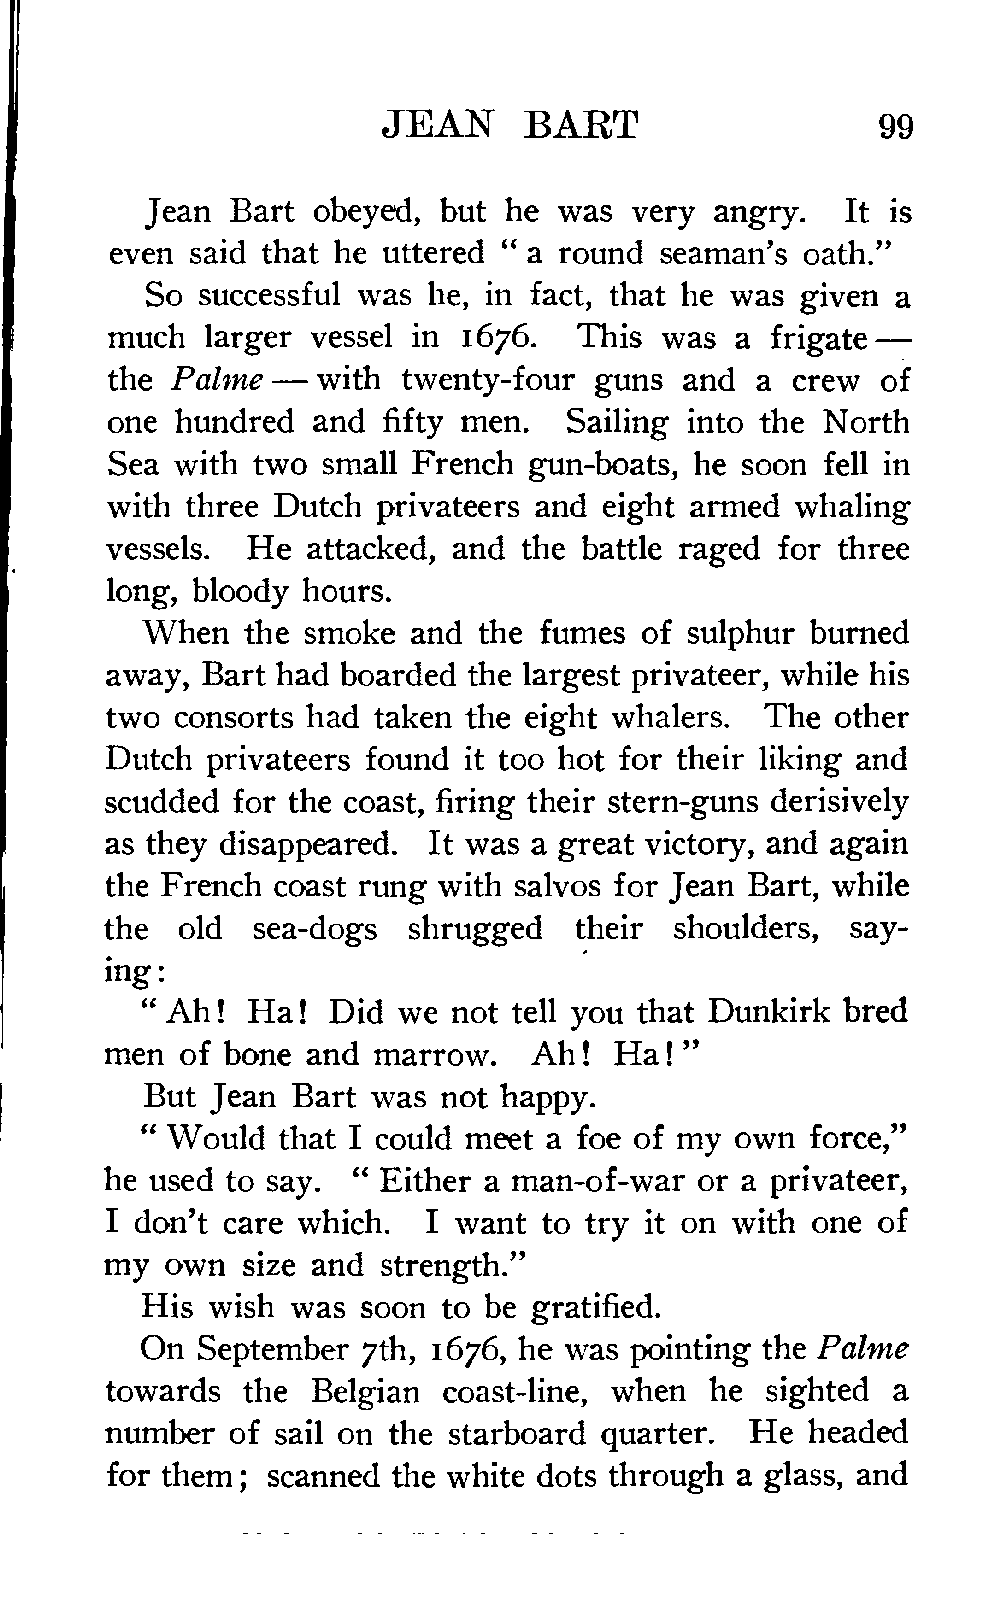 JEAN BART 99
Jean Bart obeyed, but he was very angry. It is
even said that he uttered “ a round seaman’s oath.”
So successful was he, in fact, that he was given a
much larger vessel in 1676. This was a frigate —
the Palme — with twenty-four guns and a crew of
one hundred and fifty men. Sailing into the North
Sea with two small French gun-boats, he soon fell in
with three Dutch privateers and eight armed whaling
vessels. He attacked, and the battle raged for three
long, bloody hours.
When the smoke and the fumes of sulphur burned
away, Bart had boarded the largest privateer, while his
two consorts had taken the eight whalers. The other
Dutch privateers found it too hot for their liking and
scudded for the coast, firing their stern-guns derisively
as they disappeared. It was a great victory, and again
the French coast rung with salvos for Jean Bart, while
the old sea-dogs shrugged their shoulders, say-
ing:
“ Ah! Ha! Did we not tell you that Dunkirk bred
men of bone and marrow. Ah! Ha! ”
But Jean Bart was not happy.
“ Would that I could meet a foe of my own force,”
he used to say. “ Either a man-of-war or a privateer,
I don’t care which. I want to try it on with one of
my own size and strength.”
His wish was soon to be gratified.
On September 7th, 1676, he was pointing the Palme
towards the Belgian coast-line, when he sighted a
number of sail on the starboard quarter. He headed
for them; scanned the white dots through a glass, and